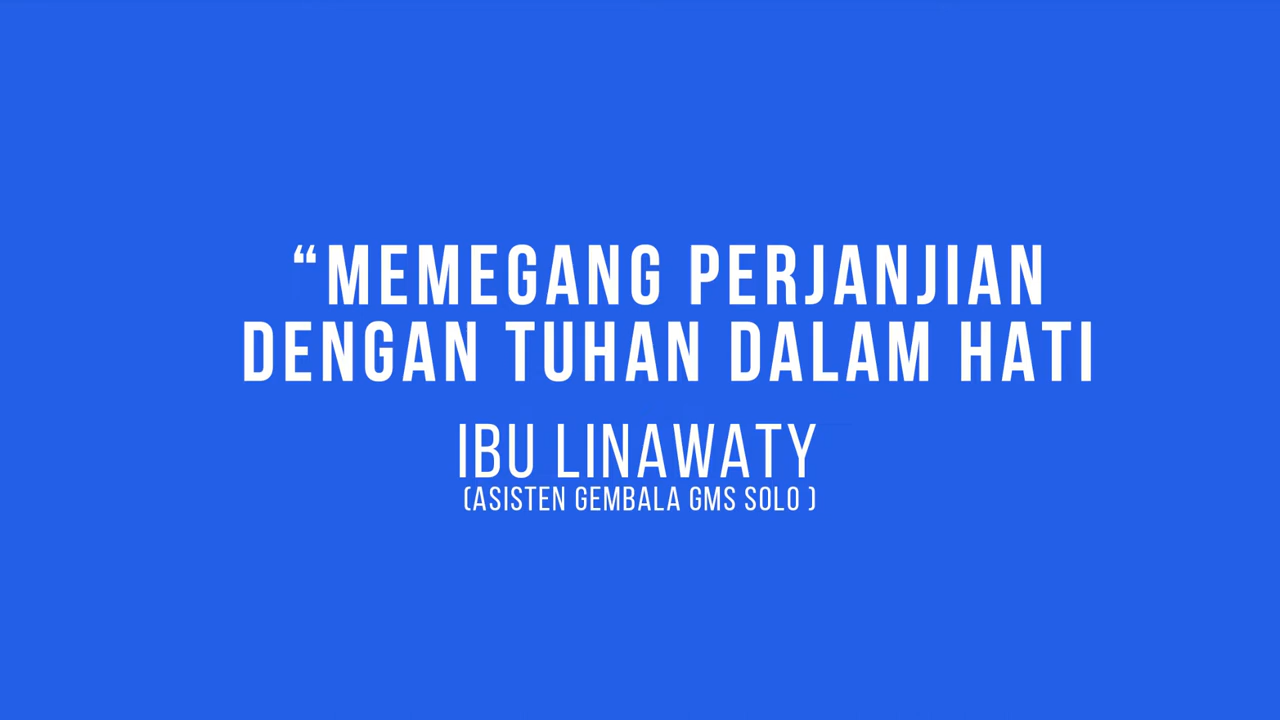 “MEMEGANG PERJANJIAN
DENGAN TUHAN DALAM HATI
IBU LINAWATY
(ASISTEN GEMBALA GMS SOLO )